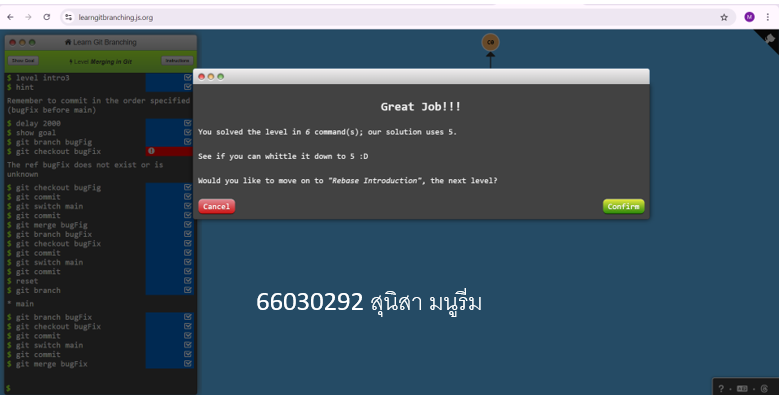 learngitbranching.js.org
Learn Git Branching
Show Goal
Level Merging in Git
Instructions
$ level intro3
$ hint
Remember to commit in the order specified
(bugFix before main)
$ delay 2000
$ show goal
$ git branch bugFig
$ git checkout bugFix
The ref bugFix does not exist or is
unknown
$ git checkout bugFig
$ git commit
$ git switch main
$ git commit
$ git merge bugFig
$ git branch bugFix
$ git checkout bugFix
$ git commit
$ git switch main
$ git commit
$ reset
$ git branch
* main
$ git branch bugFix
$ git checkout bugFix
$ git commit
$ git switch main
$ git commit
$ git merge bugFix
$
C0
Great Job!!!
You solved the level in 6 command(s); our solution uses 5.
See if you can whittle it down to 5 :D
Would you like to move on to "Rebase Introduction", the next level?
Cancel
Confirm
66030292 สุนิสา มนูริ่ม